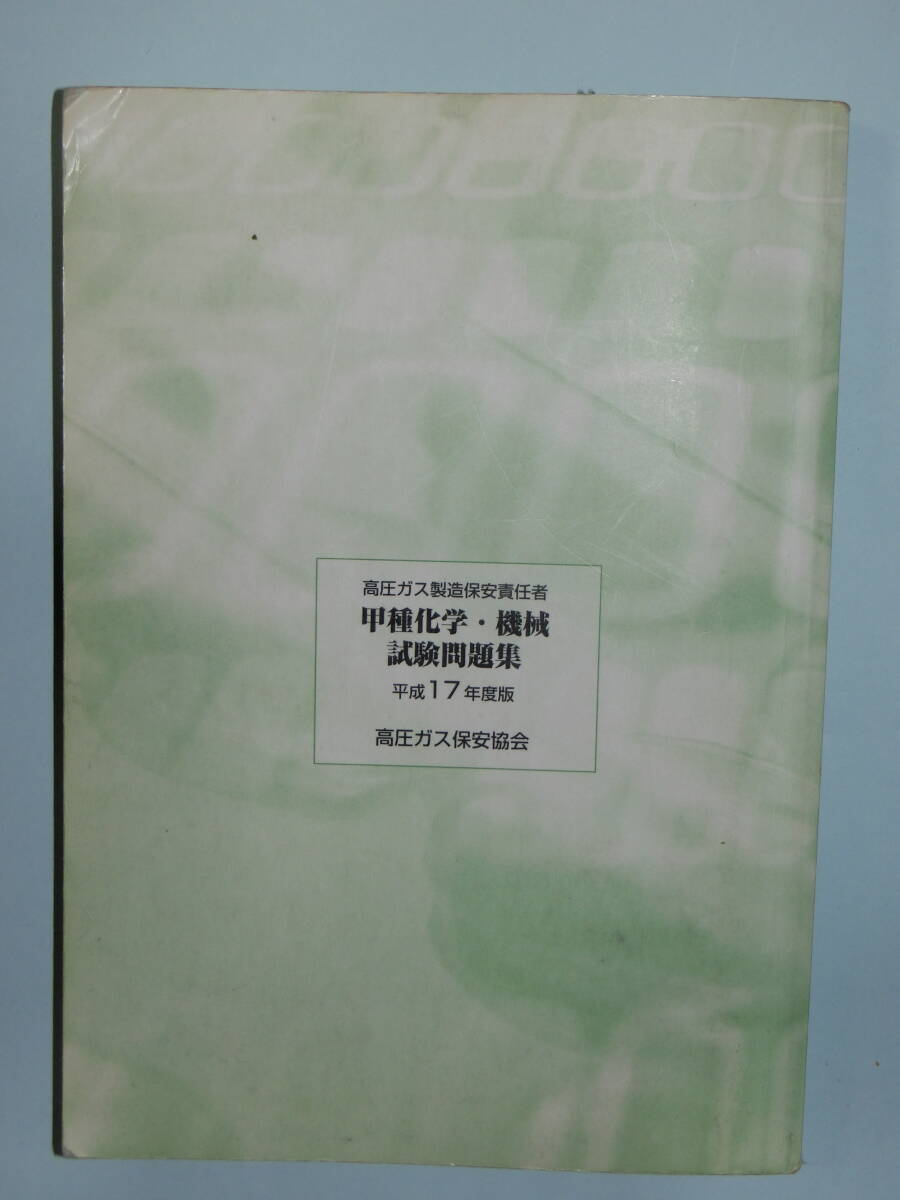 高圧ガス製造保安責任者
甲種化学・機械
試験問題集
平成17年度版
高圧ガス保安協会